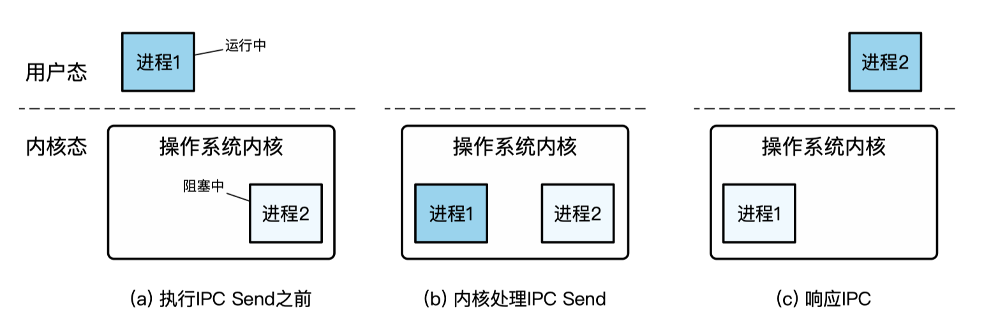 进程1
运行中
进程2
用户态
内核态
操作系统内核
操作系统内核
操作系统内核
阻塞中
进程2
进程1
进程2
进程1
(a) 执行IPC Send之前
(b) 内核处理IPC Send
(c) 响应IPC